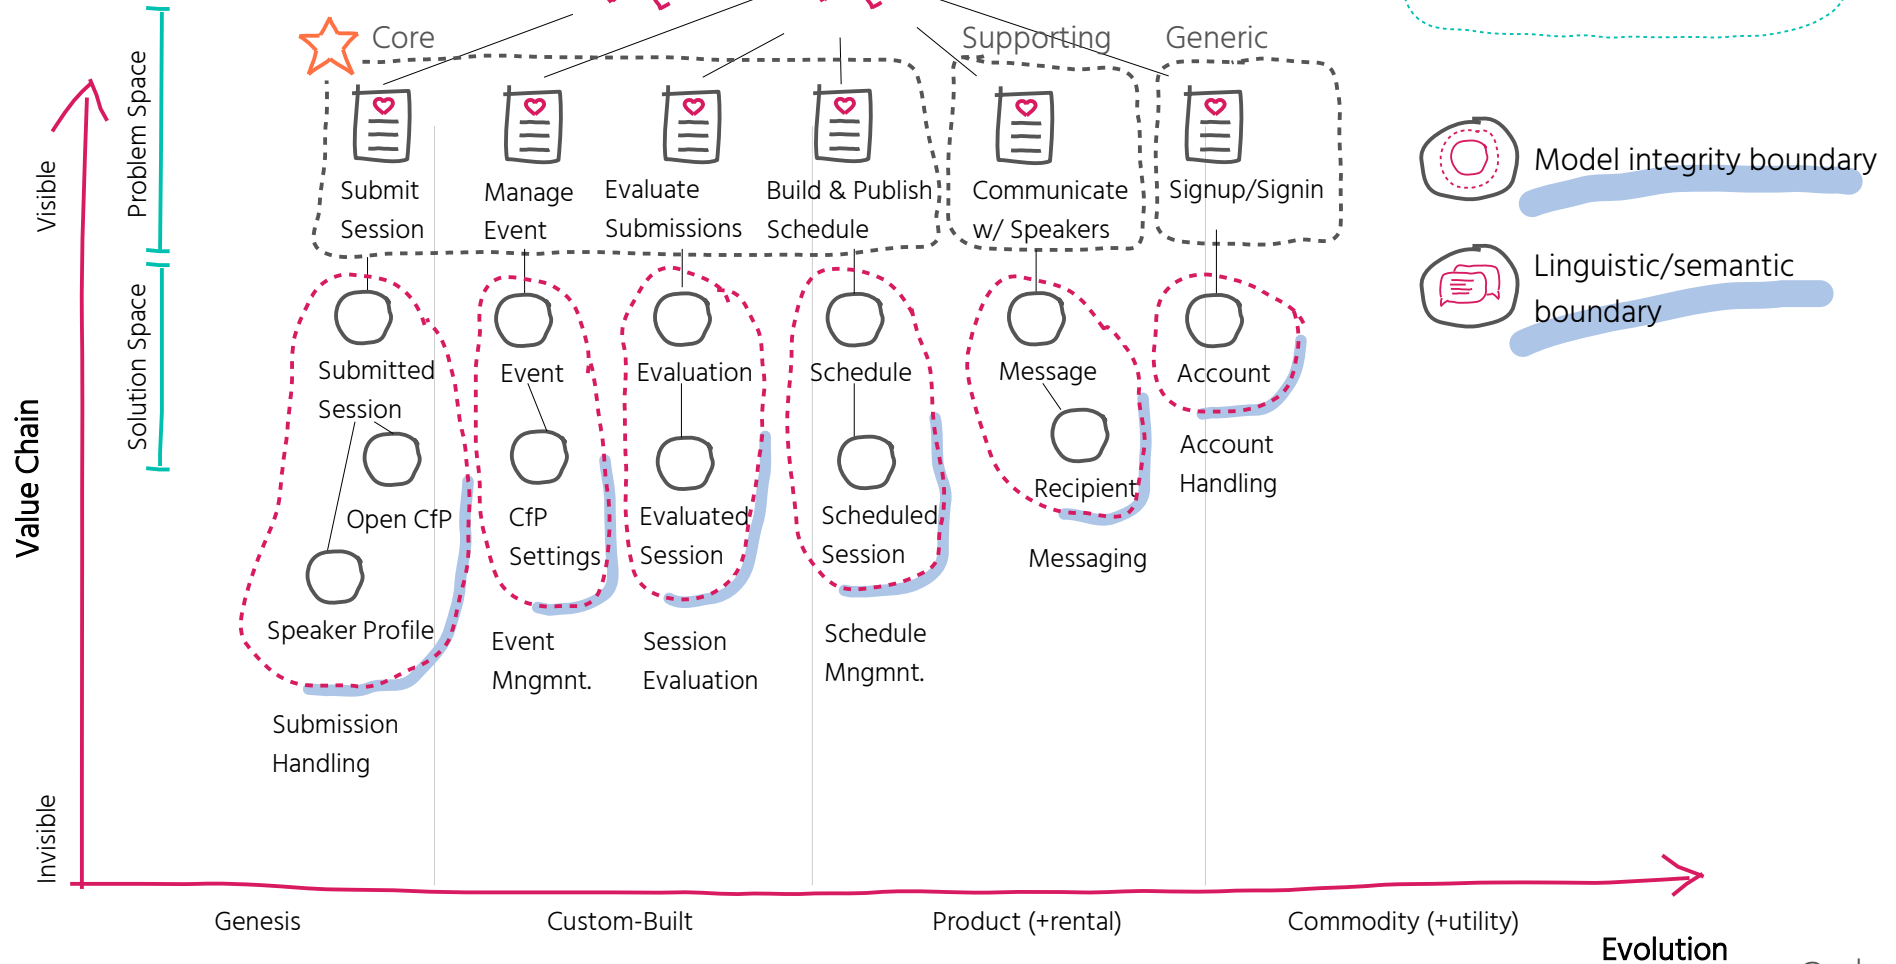 Core
Supporting
Generic
Problem Space
Visible
Submit
Session
Manage
Event
Evaluate
Submissions
Build & Publish
Schedule
Communicate
w/ Speakers
Signup/Signin
Model integrity boundary
Linguistic/semantic
boundary
Solution Space
Submitted
Session
Open CfP
Speaker Profile
Submission
Handling
Event
CfP
Settings
Event
Mngmnt.
Evaluation
Evaluated
Session
Session
Evaluation
Schedule
Scheduled
Session
Schedule
Mngmnt.
Message
Recipient
Messaging
Account
Account
Handling
Value Chain
Invisible
Genesis
Custom-Built
Product (+rental)
Commodity (+utility)
Evolution